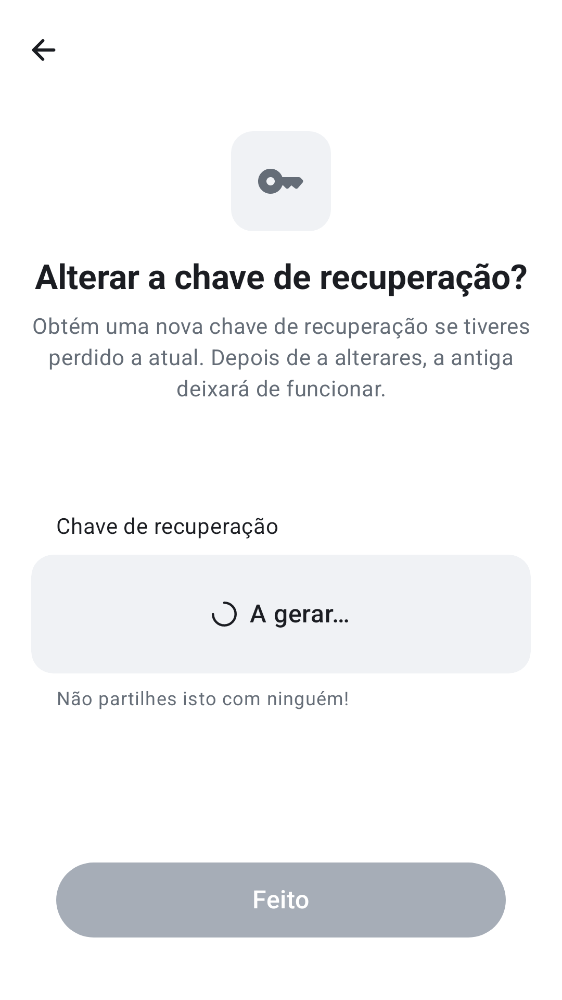 Alterar a chave de recuperação?
Obtém uma nova chave de recuperação se tiveres
perdido a atual. Depois de a alterares, a antiga
deixará de funcionar.
Chave de recuperação
A gerar…
Não partilhes isto com ninguém!
Feito